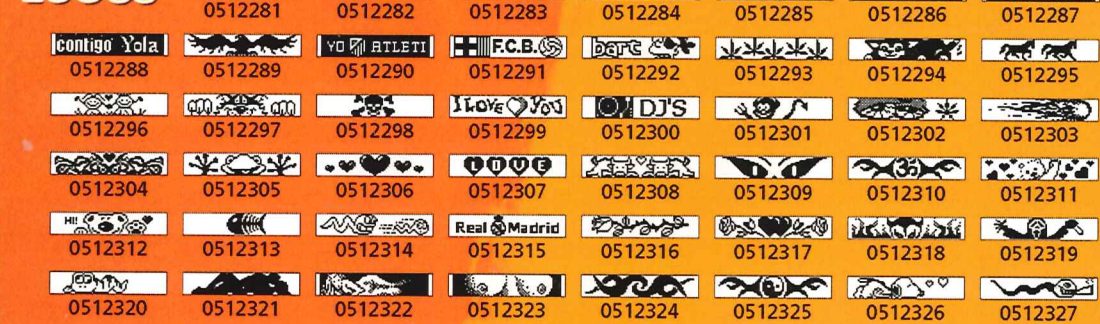 0512281 0512282 0512283 0512284 0512285 0512286 0512287
contigo Yola YO ATLETI F.C.B. bart
0512288 0512289 0512290 0512291 0512292 0512293 0512294 0512295
I LOVE YOU DJ'S
0512296 0512297 0512298 0512299 0512300 0512301 0512302 0512303
LOVE
0512304 0512305 0512306 0512307 0512308 0512309 0512310 0512311
HI! Real Madrid
0512312 0512313 0512314 0512315 0512316 0512317 0512318 0512319
0512320 0512321 0512322 0512323 0512324 0512325 0512326 0512327